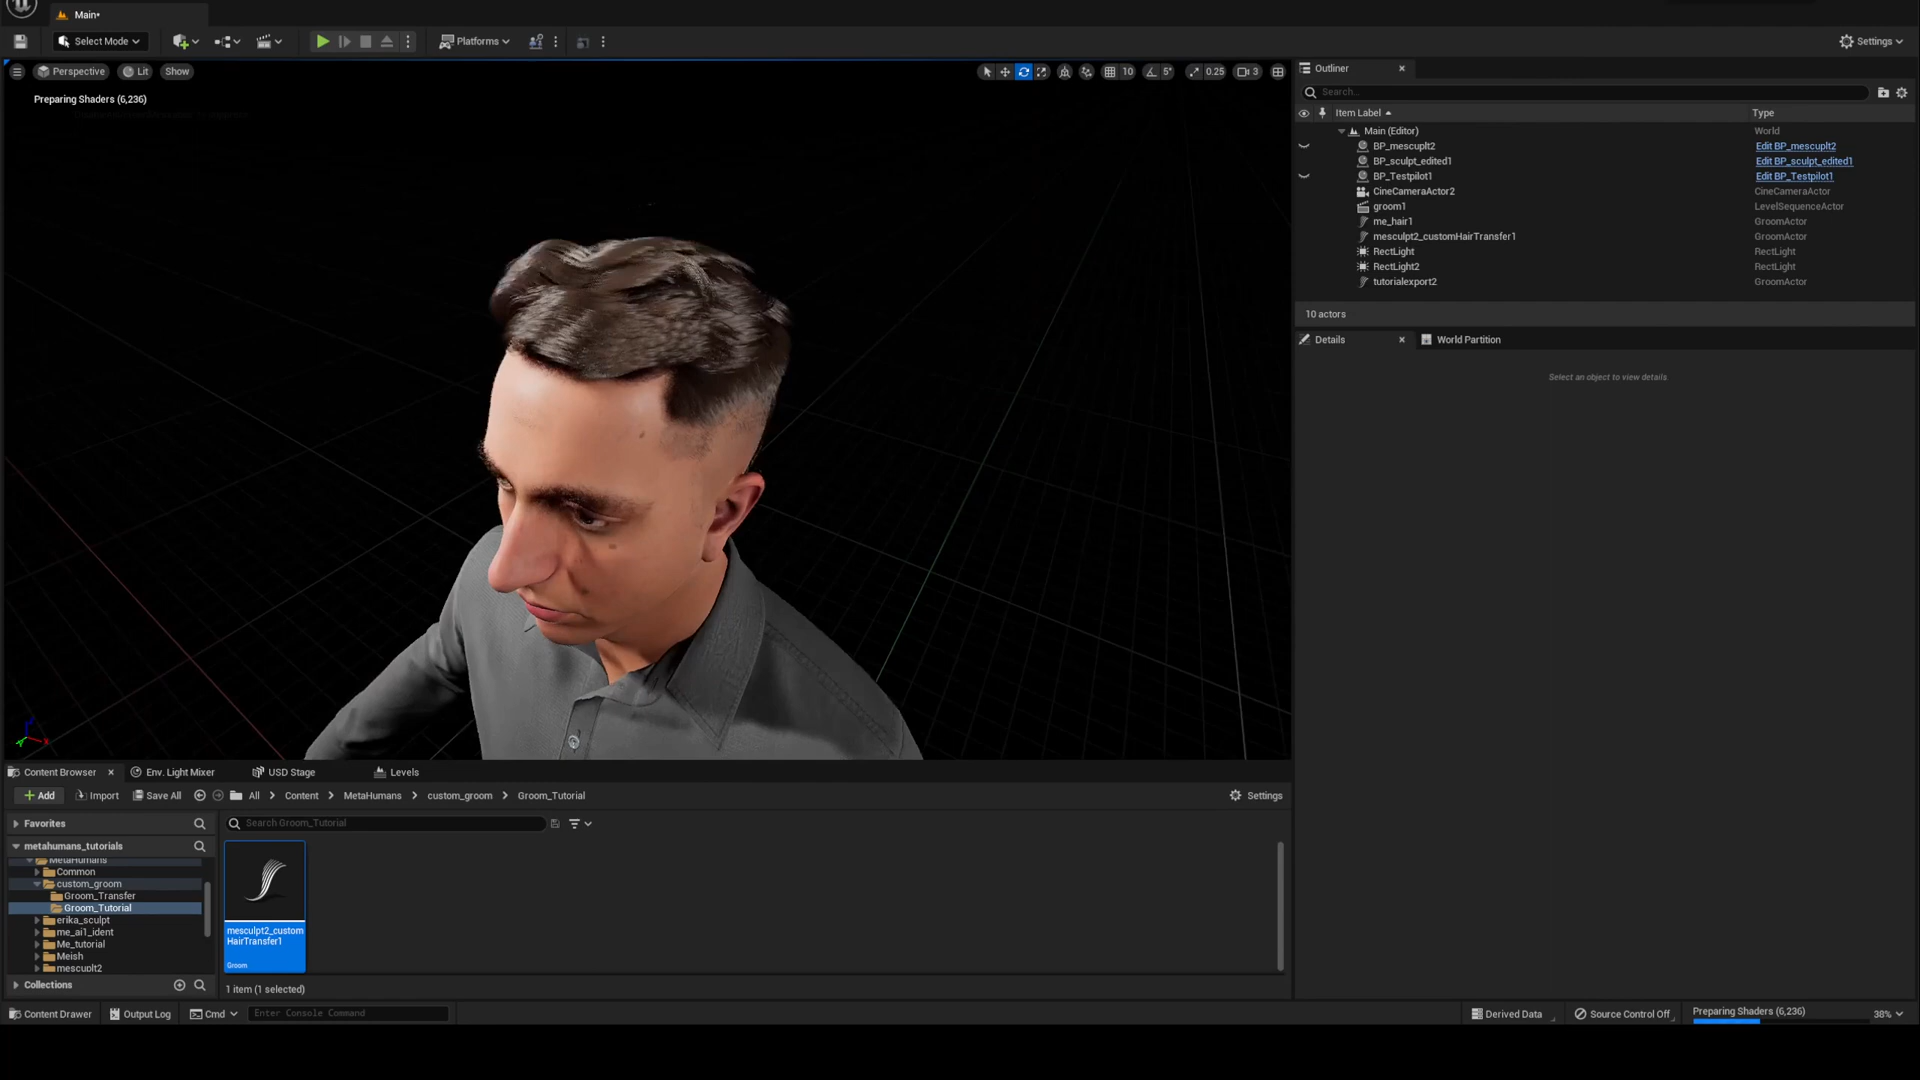 Main•
Select Mode
Platforms
Settings
Perspective
Lit
Show
10
5°
0.25
3
Preparing Shaders (6,236)
Outliner
Search...
Item Label
Type
Main (Editor)
World
BP_mescuplt2
Edit BP_mescuplt2
BP_sculpt_edited1
Edit BP_sculpt_edited1
BP_Testpilot1
Edit BP_Testpilot1
CineCameraActor2
CineCameraActor
groom1
LevelSequenceActor
me_hair1
GroomActor
mesculpt2_customHairTransfer1
GroomActor
RectLight
RectLight
RectLight2
RectLight
tutorialexport2
GroomActor
10 actors
Details
World Partition
Select an object to view details.
Content Browser
Env. Light Mixer
USD Stage
Levels
Add
Import
Save All
All
Content
MetaHumans
custom_groom
Groom_Tutorial
Settings
Favorites
Search Groom_Tutorial
metahumans_tutorials
MetaHumans
Common
custom_groom
Groom_Transfer
Groom_Tutorial
erika_sculpt
me_ai1_ident
Me_tutorial
Meish
mescuplt2
Collections
mesculpt2_custom
HairTransfer1
Groom
1 item (1 selected)
Content Drawer
Output Log
Cmd
Enter Console Command
Derived Data
Source Control Off
Preparing Shaders (6,236)
38%